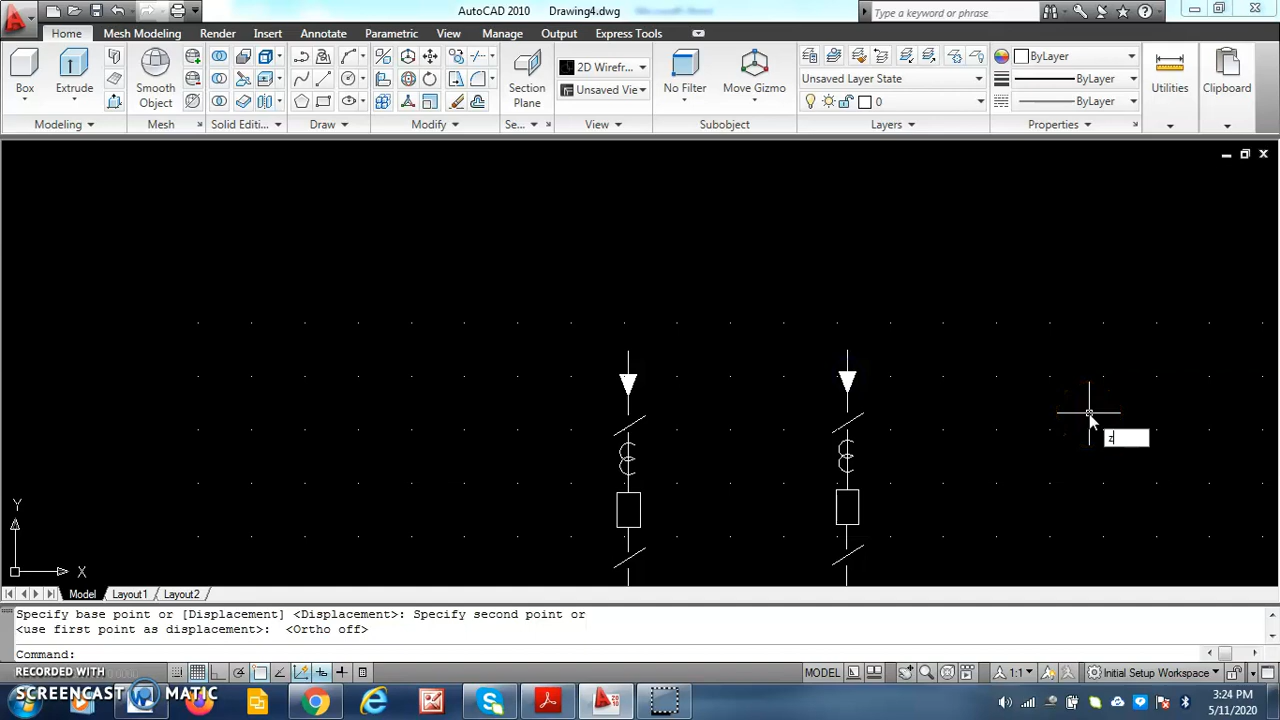 AutoCAD 2010 Drawing4.dwg
Type a keyword or phrase
Home Mesh Modeling Render Insert Annotate Parametric View Manage Output Express Tools
Box
Extrude
Smooth
Object
Section
Plane
2D Wirefr...
Unsaved Vie
No Filter
Move Gizmo
Unsaved Layer State
0
ByLayer
ByLayer
ByLayer
Utilities
Clipboard
Modeling Mesh Solid Editi... Draw Modify Se... View Subobject Layers Properties
z
Y
X
Model Layout1 Layout2
Specify base point or [Displacement] <Displacement>: Specify second point or
<use first point as displacement>: <Ortho off>
Command:
RECORDED WITH
SCREENCAST MATIC
MODEL 1:1 Initial Setup Workspace
3:24 PM
5/11/2020